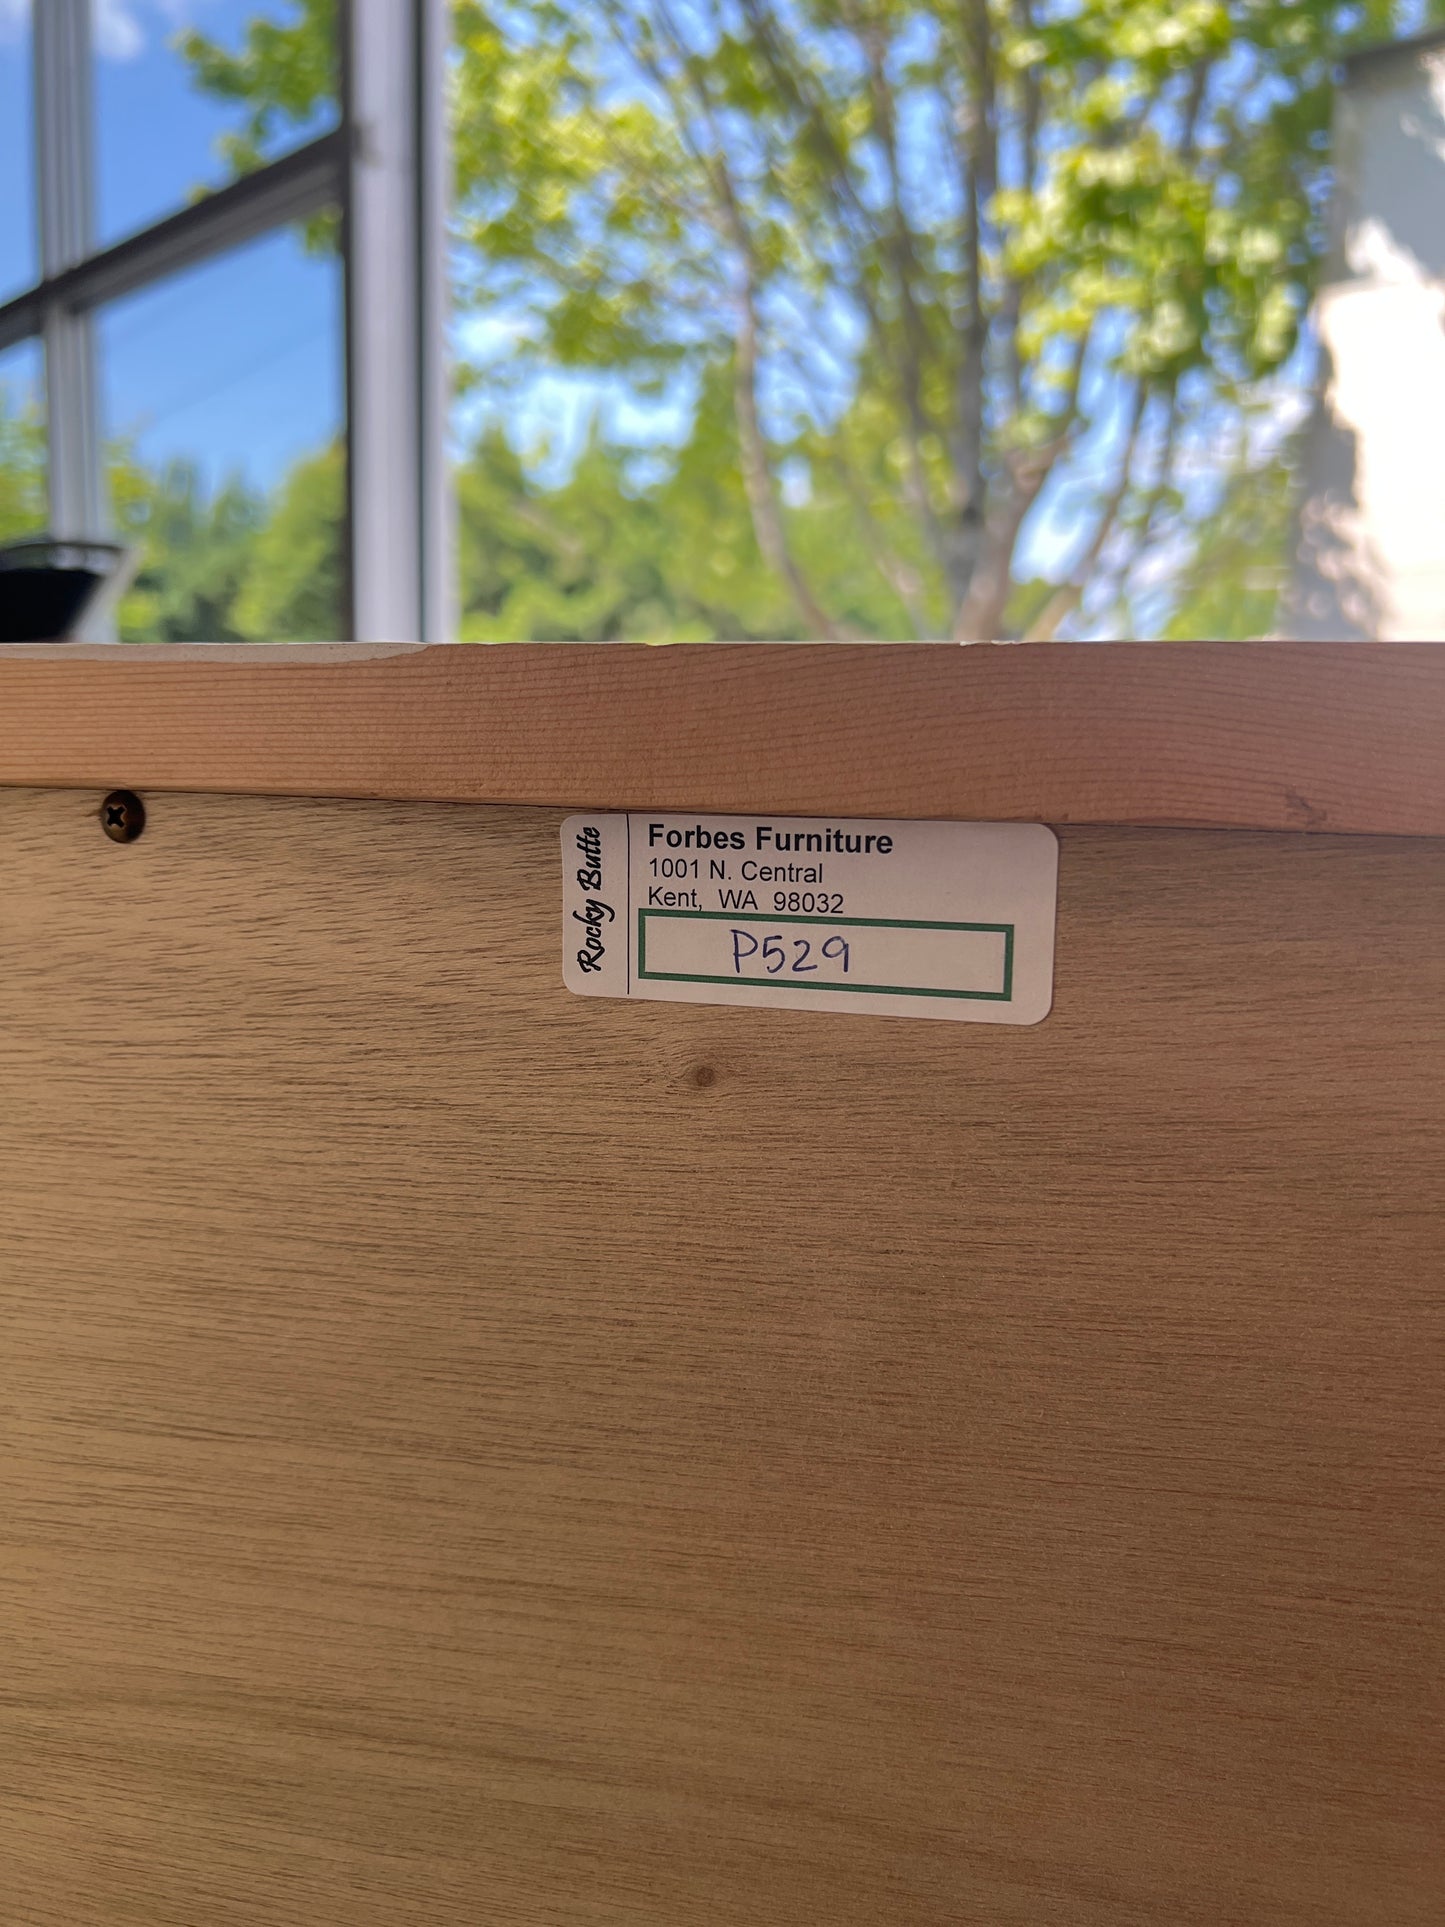 Rocky Butte
Forbes Furniture
1001 N. Central
Kent, WA 98032
P529